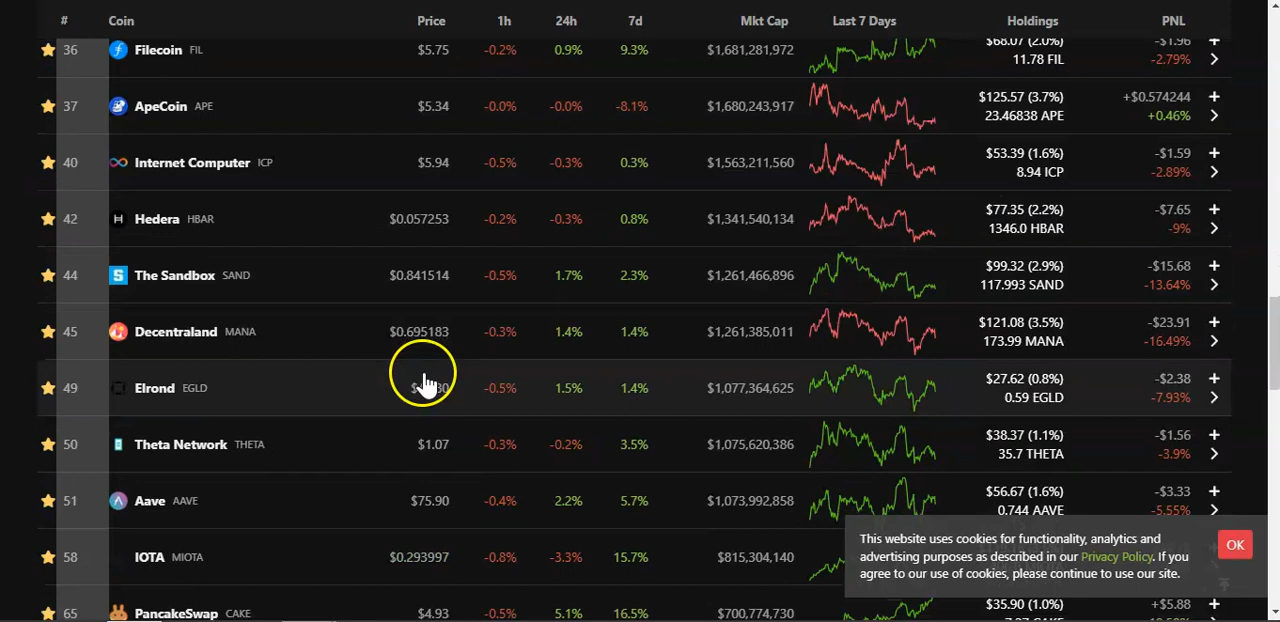 # Coin Price 1h 24h 7d Mkt Cap Last 7 Days Holdings PNL
36 Filecoin FIL $5.75 -0.2% 0.9% 9.3% $1,681,281,972 $68.07 (2.0%) -$1.96
11.78 FIL -2.79%
37 ApeCoin APE $5.34 -0.0% -0.0% -8.1% $1,680,243,917 $125.57 (3.7%) +$0.574244
23.46838 APE +0.46%
40 Internet Computer ICP $5.94 -0.5% -0.3% 0.3% $1,563,211,560 $53.39 (1.6%) -$1.59
8.94 ICP -2.89%
42 Hedera HBAR $0.057253 -0.2% -0.3% 0.8% $1,341,540,134 $77.35 (2.2%) -$7.65
1346.0 HBAR -9%
44 The Sandbox SAND $0.841514 -0.5% 1.7% 2.3% $1,261,466,896 $99.32 (2.9%) -$15.68
117.993 SAND -13.64%
45 Decentraland MANA $0.695183 -0.3% 1.4% 1.4% $1,261,385,011 $121.08 (3.5%) -$23.91
173.99 MANA -16.49%
49 Elrond EGLD -0.5% 1.5% 1.4% $1,077,364,625 $27.62 (0.8%) -$2.38
0.59 EGLD -7.93%
50 Theta Network THETA $1.07 -0.3% -0.2% 3.5% $1,075,620,386 $38.37 (1.1%) -$1.56
35.7 THETA -3.9%
51 Aave AAVE $75.90 -0.4% 2.2% 5.7% $1,073,992,858 $56.67 (1.6%) -$3.33
0.744 AAVE -5.55%
58 IOTA MIOTA $0.293997 -0.8% -3.3% 15.7% $815,304,140
65 PancakeSwap CAKE $4.93 -0.5% 5.1% 16.5% $700,774,730 $35.90 (1.0%) +$5.88
This website uses cookies for functionality, analytics and
advertising purposes as described in our Privacy Policy. If you
agree to our use of cookies, please continue to use our site.
OK